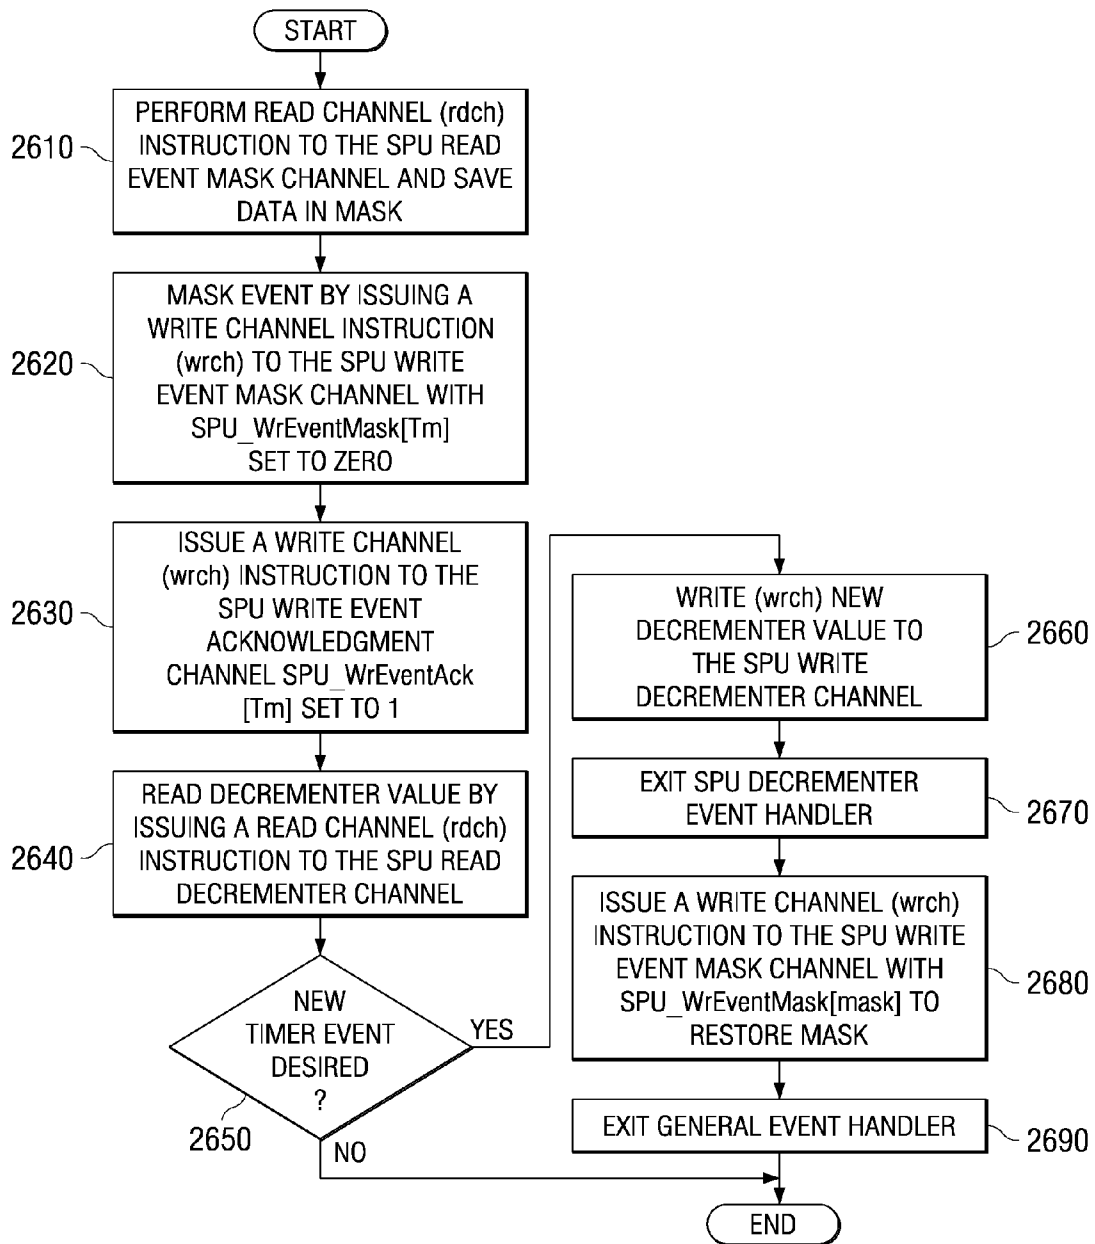 START
2610
PERFORM READ CHANNEL (rdch)
INSTRUCTION TO THE SPU READ
EVENT MASK CHANNEL AND SAVE
DATA IN MASK
2620
MASK EVENT BY ISSUING A
WRITE CHANNEL INSTRUCTION
(wrch) TO THE SPU WRITE
EVENT MASK CHANNEL WITH
SPU_WrEventMask[Tm]
SET TO ZERO
2630
ISSUE A WRITE CHANNEL
(wrch) INSTRUCTION TO THE
SPU WRITE EVENT
ACKNOWLEDGMENT
CHANNEL SPU_WrEventAck
[Tm] SET TO 1
2640
READ DECREMENTER VALUE BY
ISSUING A READ CHANNEL (rdch)
INSTRUCTION TO THE SPU READ
DECREMENTER CHANNEL
NEW
TIMER EVENT
DESIRED
?
2650
YES
NO
WRITE (wrch) NEW
DECREMENTER VALUE TO
THE SPU WRITE
DECREMENTER CHANNEL
2660
EXIT SPU DECREMENTER
EVENT HANDLER
2670
ISSUE A WRITE CHANNEL (wrch)
INSTRUCTION TO THE SPU WRITE
EVENT MASK CHANNEL WITH
SPU_WrEventMask[mask] TO
RESTORE MASK
2680
EXIT GENERAL EVENT HANDLER
2690
END